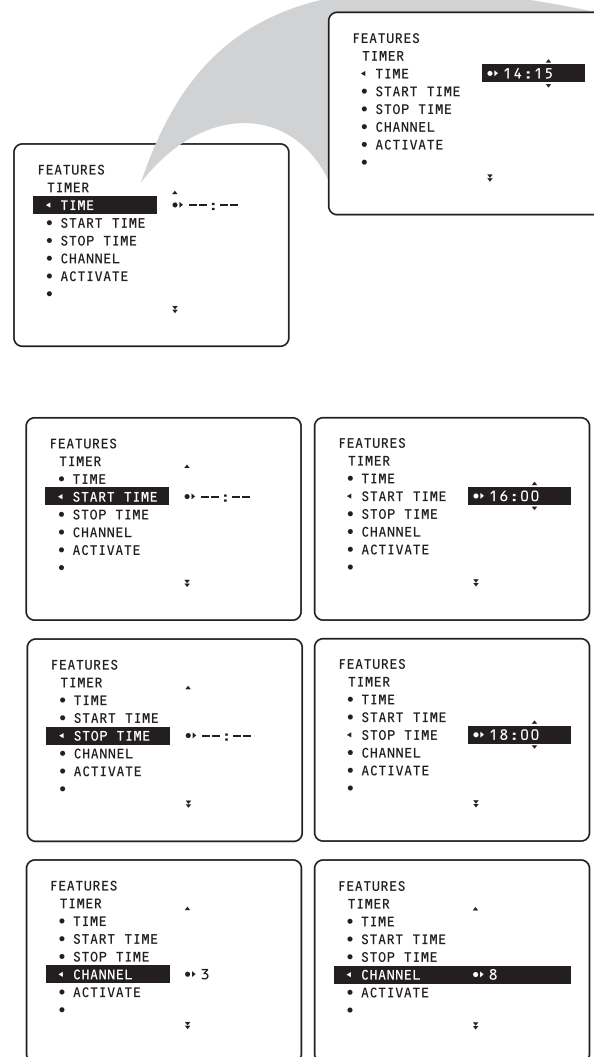 FEATURES
TIMER
TIME 14:15
START TIME
STOP TIME
CHANNEL
ACTIVATE
FEATURES
TIMER
TIME --:--
START TIME
STOP TIME
CHANNEL
ACTIVATE
FEATURES
TIMER
TIME
START TIME --:--
STOP TIME
CHANNEL
ACTIVATE
FEATURES
TIMER
TIME
START TIME 16:00
STOP TIME
CHANNEL
ACTIVATE
FEATURES
TIMER
TIME
START TIME
STOP TIME --:--
CHANNEL
ACTIVATE
FEATURES
TIMER
TIME
START TIME
STOP TIME 18:00
CHANNEL
ACTIVATE
FEATURES
TIMER
TIME
START TIME
STOP TIME
CHANNEL 3
ACTIVATE
FEATURES
TIMER
TIME
START TIME
STOP TIME
CHANNEL 8
ACTIVATE